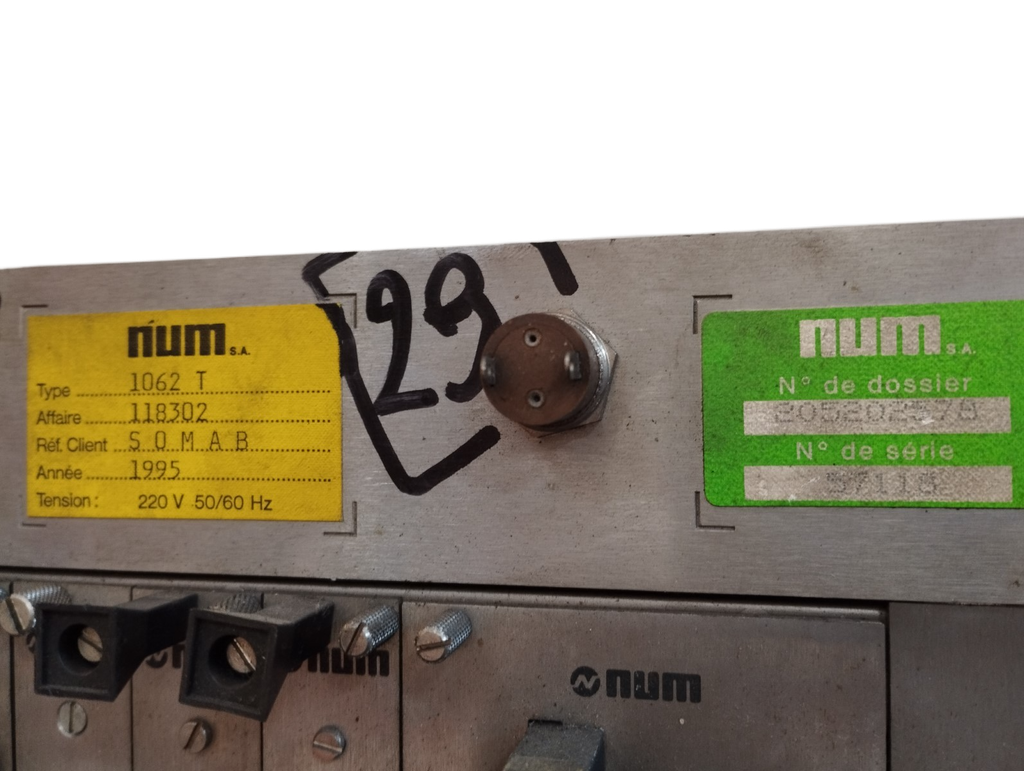 num S.A.
Type 1062 T
Affaire 118302
Réf. Client S O M A B
Année 1995
Tension : 220 V 50/60 Hz
29
num S.A.
N° de dossier
N° de série
num
num